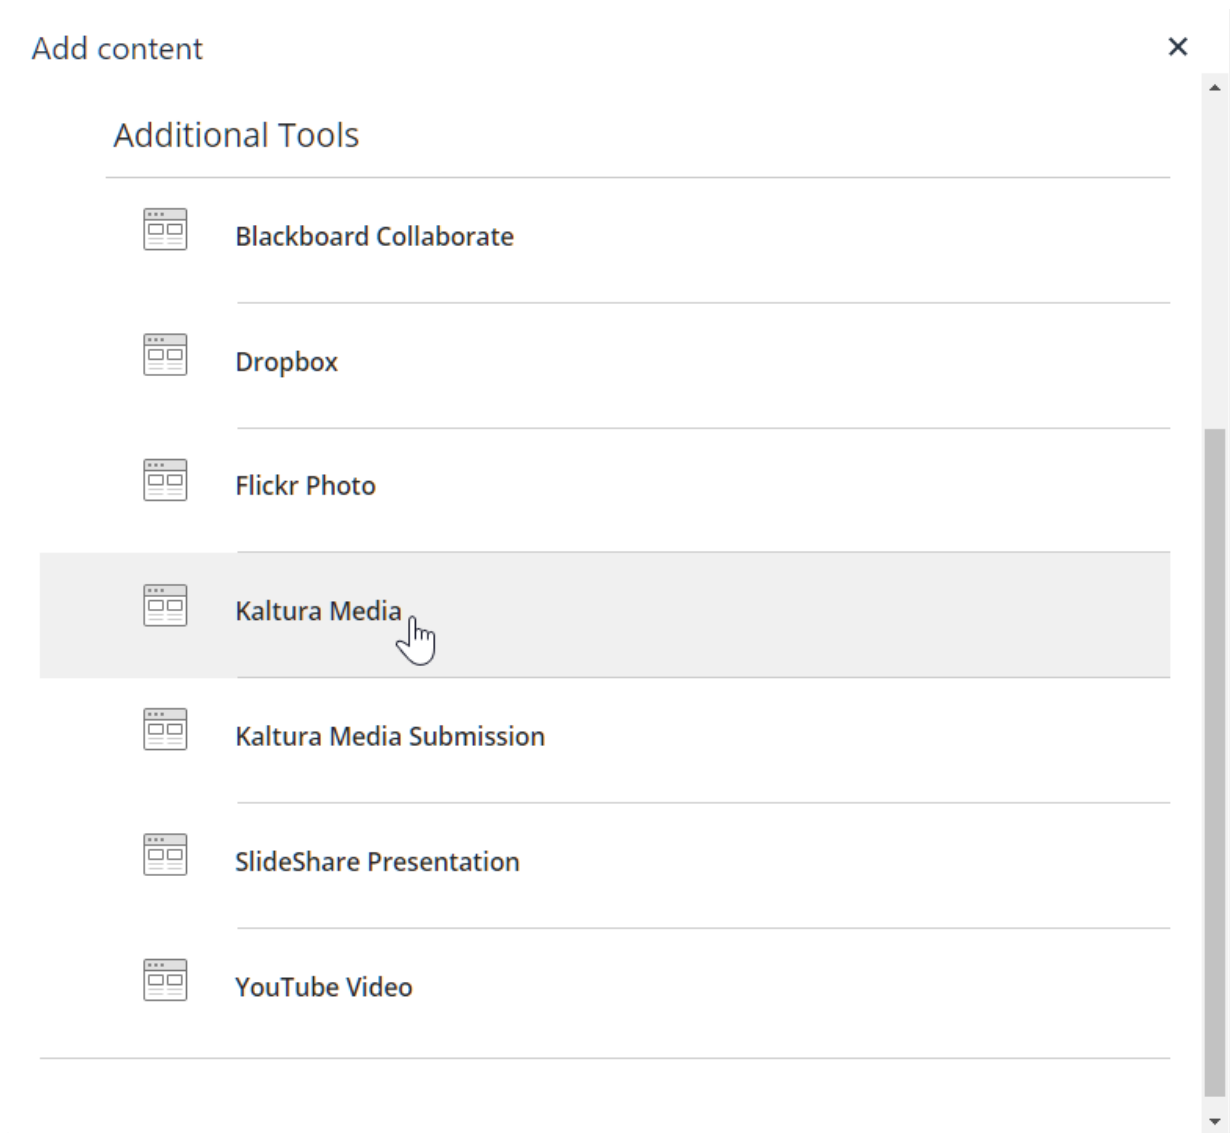 Add content
Additional Tools
Blackboard Collaborate
Dropbox
Flickr Photo
Kaltura Media
Kaltura Media Submission
SlideShare Presentation
YouTube Video